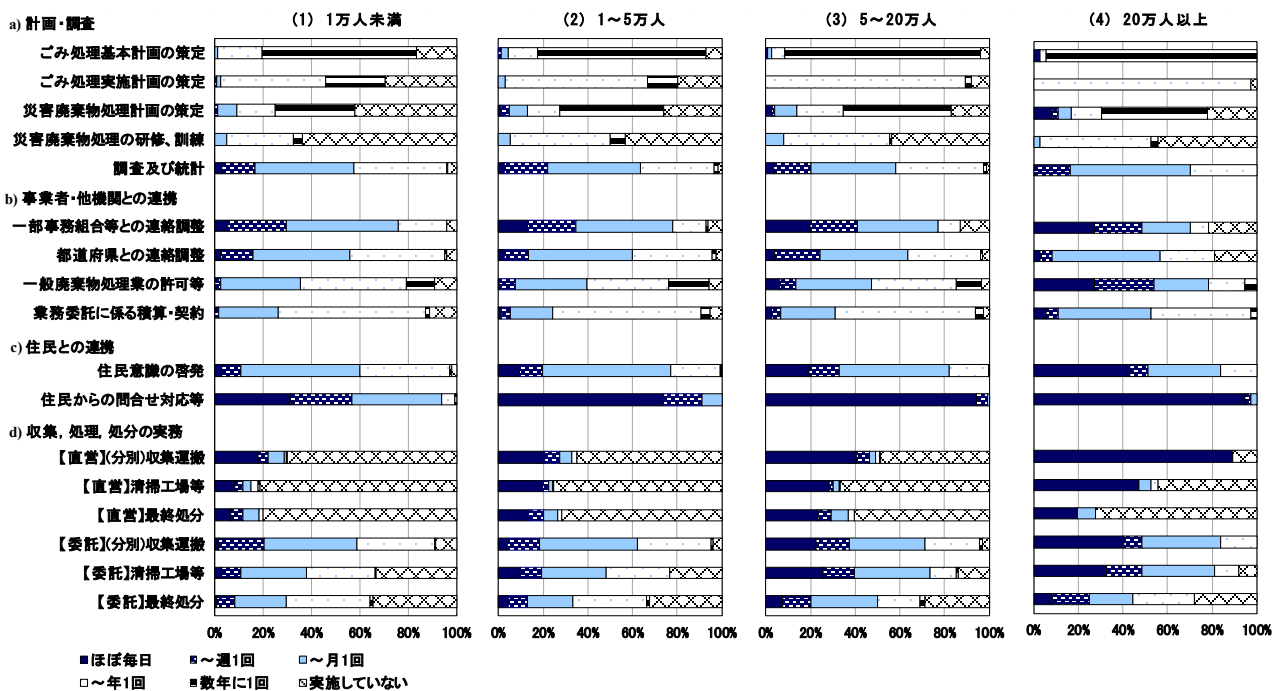 a) 計画・調査
(1) 1万人未満
(2) 1～5万人
(3) 5～20万人
(4) 20万人以上
ごみ処理基本計画の策定
ごみ処理実施計画の策定
災害廃棄物処理計画の策定
災害廃棄物処理の研修、訓練
調査及び統計
b) 事業者・他機関との連携
一部事務組合等との連絡調整
都道府県との連絡調整
一般廃棄物処理業の許可等
業務委託に係る積算・契約
c) 住民との連携
住民意識の啓発
住民からの問合せ対応等
d) 収集, 処理, 処分の実務
【直営】(分別)収集運搬
【直営】清掃工場等
【直営】最終処分
【委託】(分別)収集運搬
【委託】清掃工場等
【委託】最終処分
0% 20% 40% 60% 80% 100%
0% 20% 40% 60% 80% 100%
0% 20% 40% 60% 80% 100%
0% 20% 40% 60% 80% 100%
ほぼ毎日 ～週1回 ～月1回
～年1回 数年に1回 実施していない